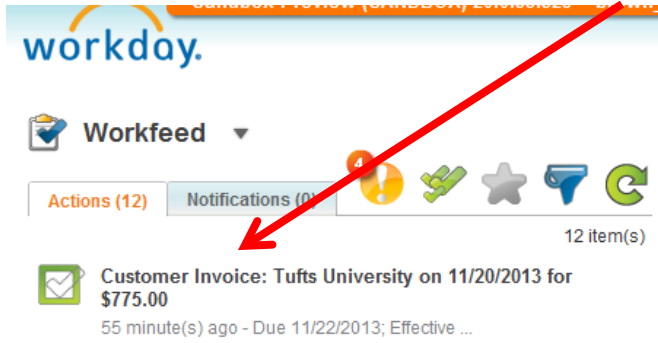 workday.
Workfeed
4
Actions (12) Notifications (0)
12 item(s)
Customer Invoice: Tufts University on 11/20/2013 for
$775.00
55 minute(s) ago - Due 11/22/2013; Effective ...